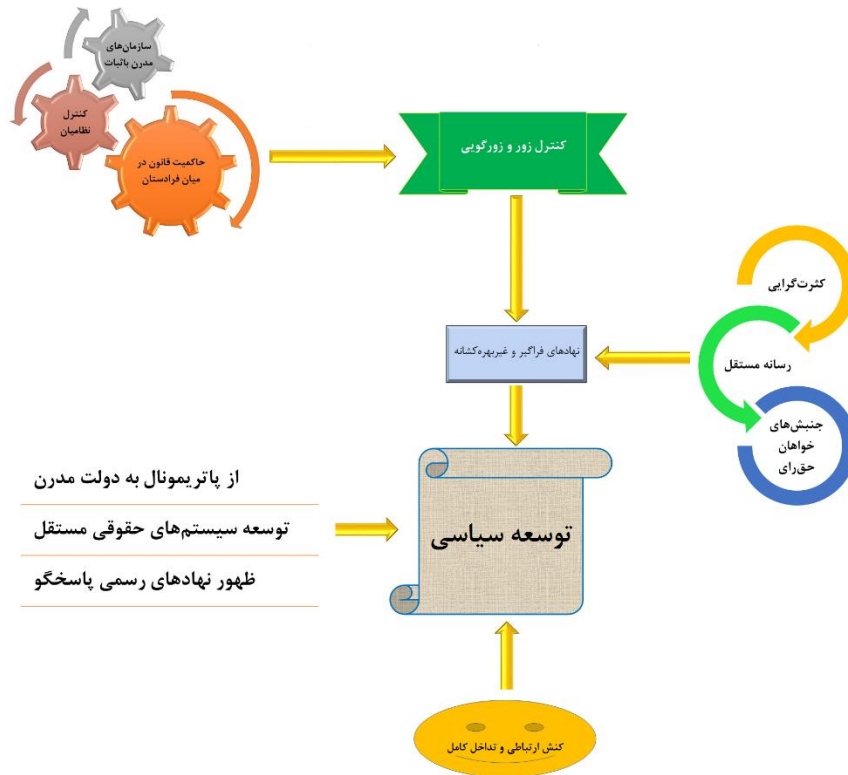 سازمان‌های
مدرن باثبات
کنترل
نظامیان
حاکمیت قانون در
میان فرادستان
کنترل زور و زورگویی
کثرت‌گرایی
رسانه مستقل
جنبش‌های
خواهان
حق‌رای
نهادهای فراگیر و غیربهره‌کشانه
از پاتریمونال به دولت مدرن
توسعه سیستم‌های حقوقی مستقل
ظهور نهادهای رسمی پاسخگو
توسعه سیاسی
کنش ارتباطی و تداخل کامل